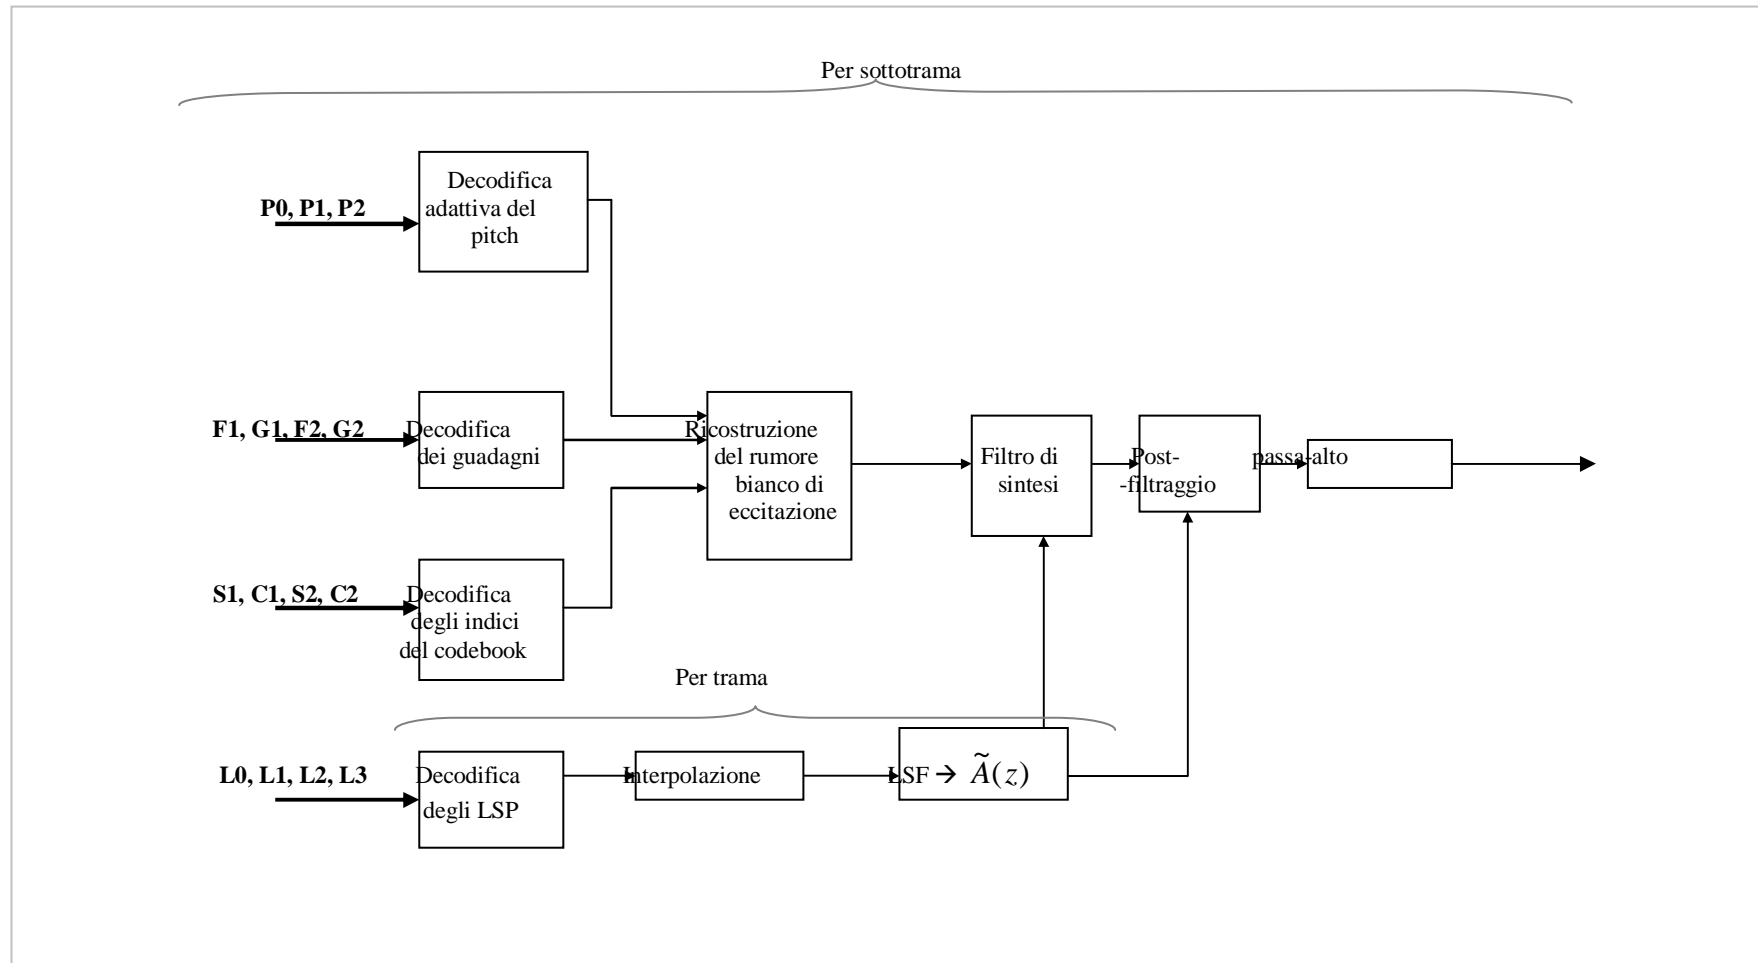 Per sottotrama
Decodifica
adattiva del
pitch
P0, P1, P2
F1, G1, F2, G2
Decodifica
dei guadagni
Ricostruzione
del rumore
bianco di
eccitazione
Filtro di
sintesi
Post-
-filtraggio
passa-alto
S1, C1, S2, C2
Decodifica
degli indici
del codebook
Per trama
L0, L1, L2, L3
Decodifica
degli LSP
Interpolazione
LSF → Ã(z)